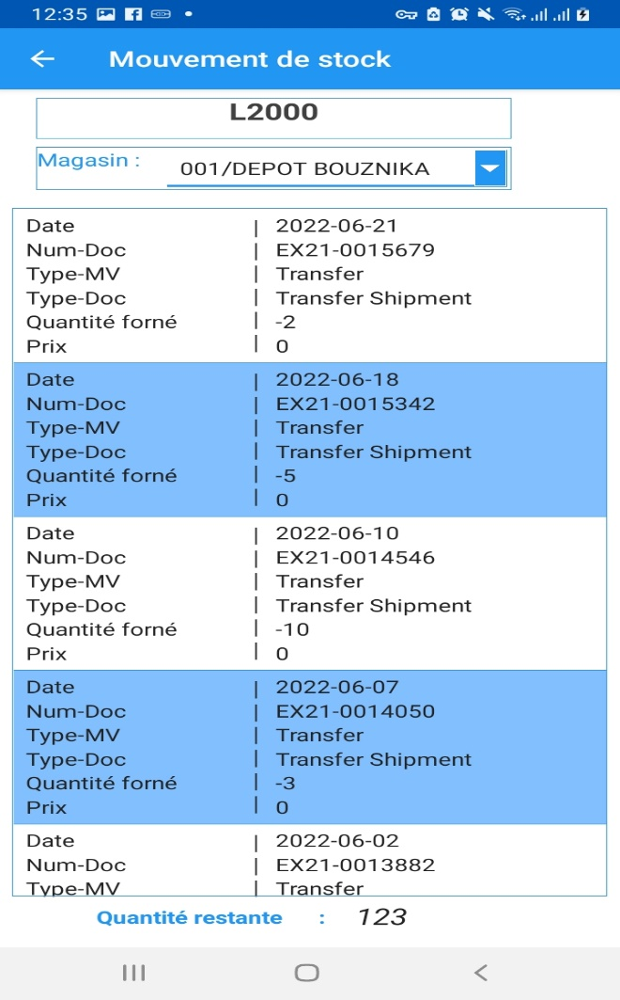 12:35
Mouvement de stock
L2000
Magasin : 001/DEPOT BOUZNIKA
Date | 2022-06-21
Num-Doc | EX21-0015679
Type-MV | Transfer
Type-Doc | Transfer Shipment
Quantité forné | -2
Prix | 0
Date | 2022-06-18
Num-Doc | EX21-0015342
Type-MV | Transfer
Type-Doc | Transfer Shipment
Quantité forné | -5
Prix | 0
Date | 2022-06-10
Num-Doc | EX21-0014546
Type-MV | Transfer
Type-Doc | Transfer Shipment
Quantité forné | -10
Prix | 0
Date | 2022-06-07
Num-Doc | EX21-0014050
Type-MV | Transfer
Type-Doc | Transfer Shipment
Quantité forné | -3
Prix | 0
Date | 2022-06-02
Num-Doc | EX21-0013882
Type-MV | Transfer
Quantité restante : 123